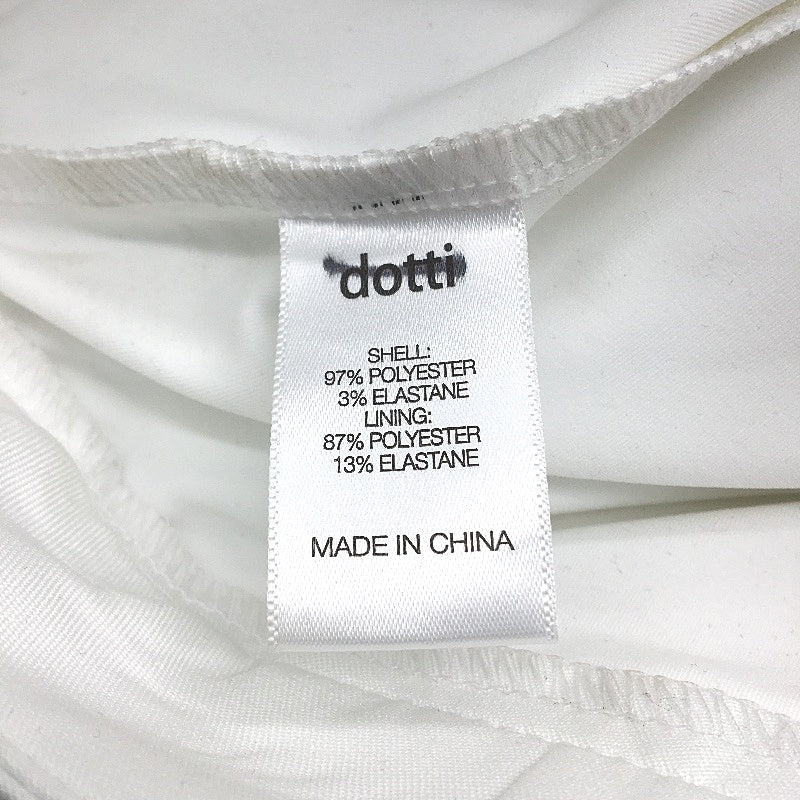 dotti
SHELL:
97% POLYESTER
3% ELASTANE
LINING:
87% POLYESTER
13% ELASTANE
MADE IN CHINA